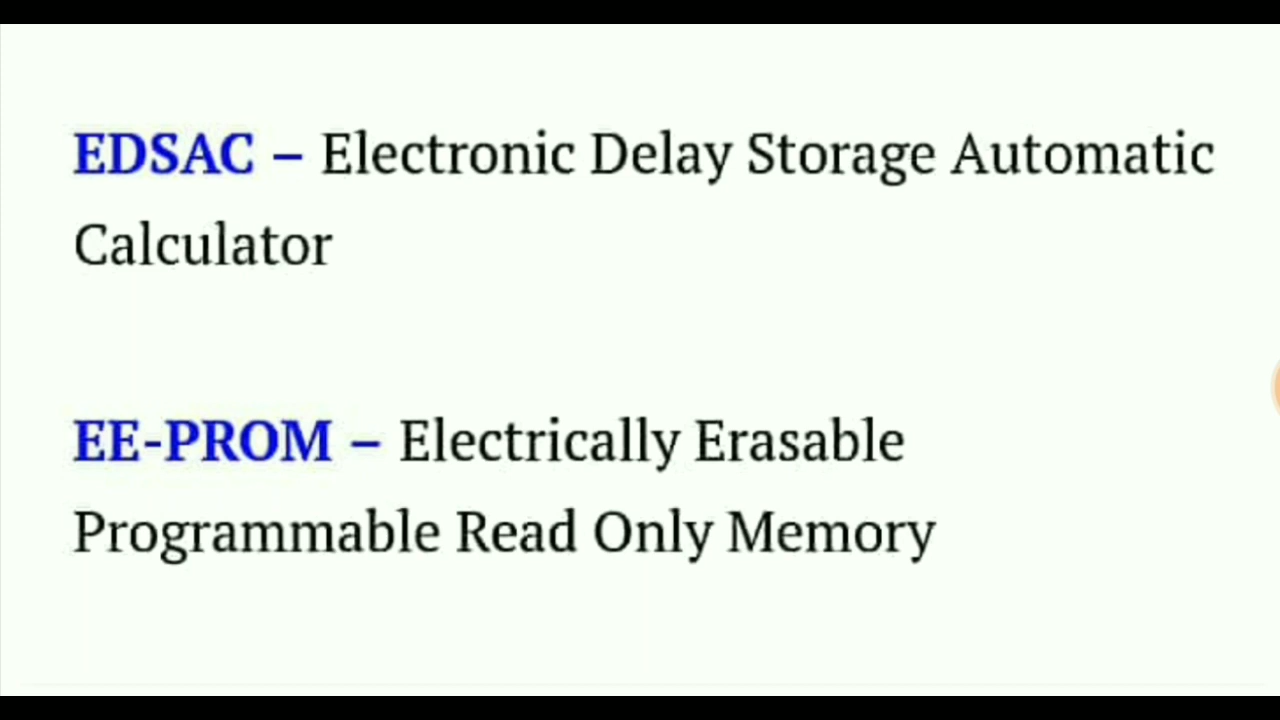 EDSAC – Electronic Delay Storage Automatic
Calculator
EE-PROM – Electrically Erasable
Programmable Read Only Memory